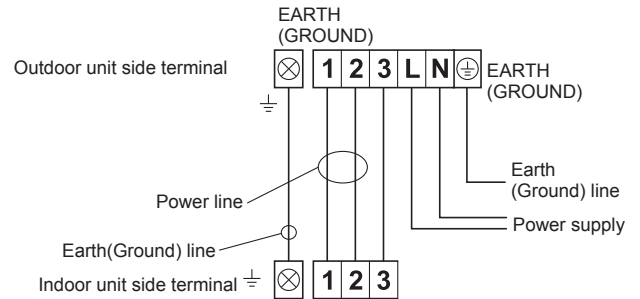 EARTH
(GROUND)
Outdoor unit side terminal
1 2 3 L N
EARTH
(GROUND)
Earth
(Ground) line
Power line
Power supply
Earth(Ground) line
Indoor unit side terminal
1 2 3